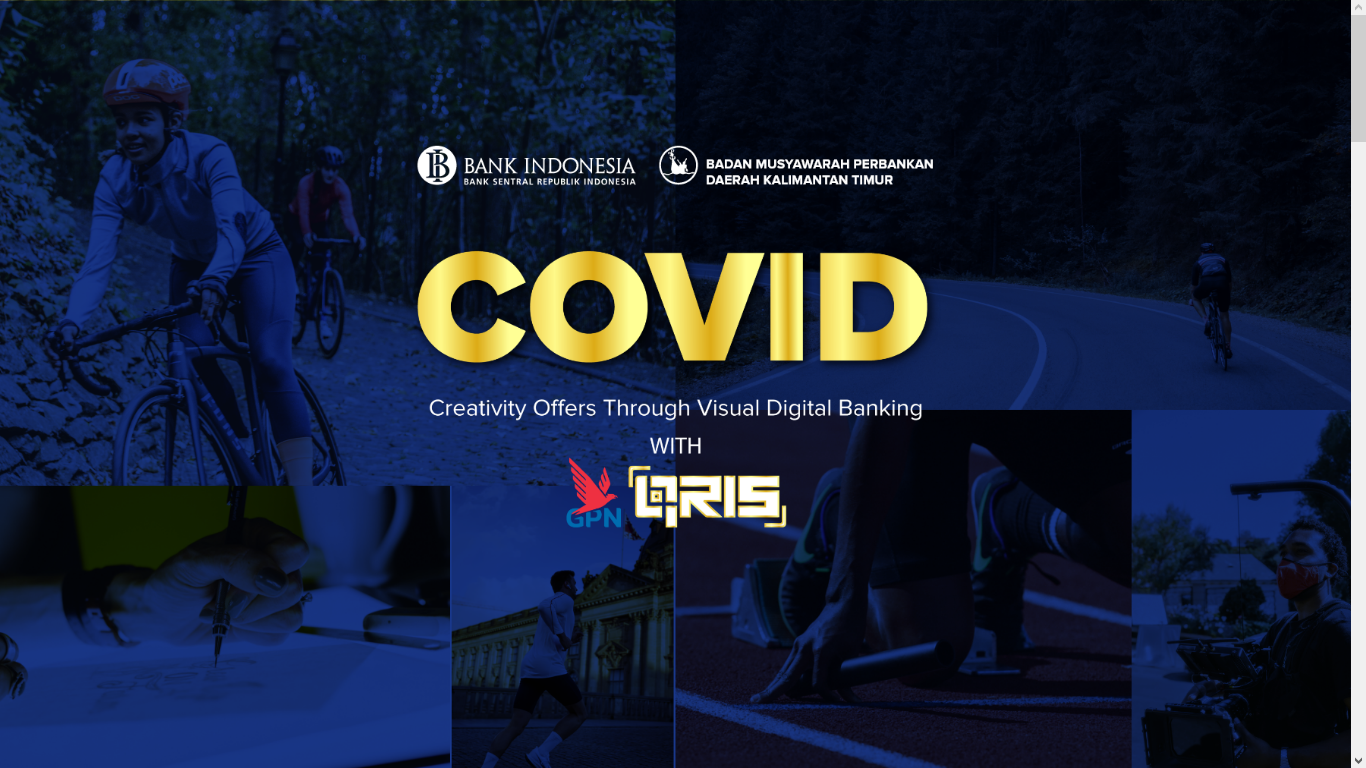 BANK INDONESIA
BANK SENTRAL REPUBLIK INDONESIA
BADAN MUSYAWARAH PERBANKAN
DAERAH KALIMANTAN TIMUR
COVID
Creativity Offers Through Visual Digital Banking
WITH
GPN QRIS